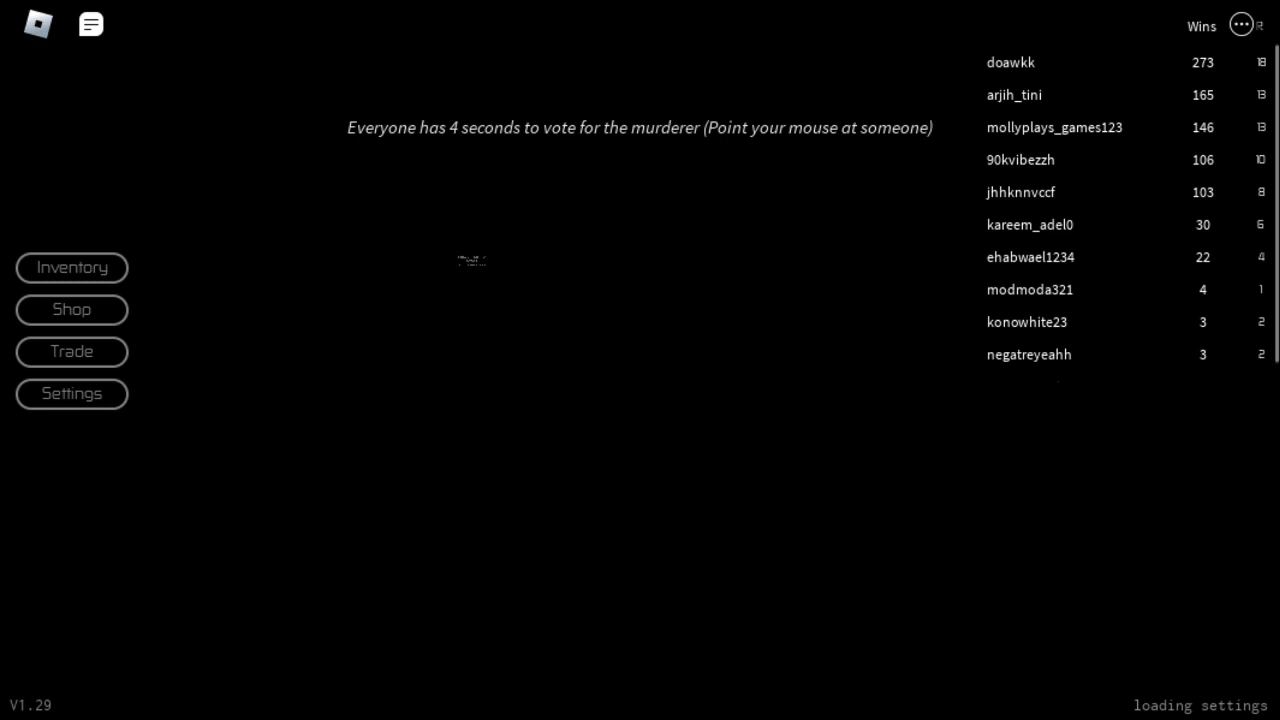 Wins
doawkk 273 18
arjih_tini 165 13
Everyone has 4 seconds to vote for the murderer (Point your mouse at someone)
mollyplays_games123 146 13
90kvibezzh 106 10
jhhknnvccf 103 8
kareem_adel0 30 6
ehabwael1234 22 4
modmoda321 4 1
konowhite23 3 2
negatreyeahh 3 2
Inventory
Shop
Trade
Settings
V1.29
loading settings